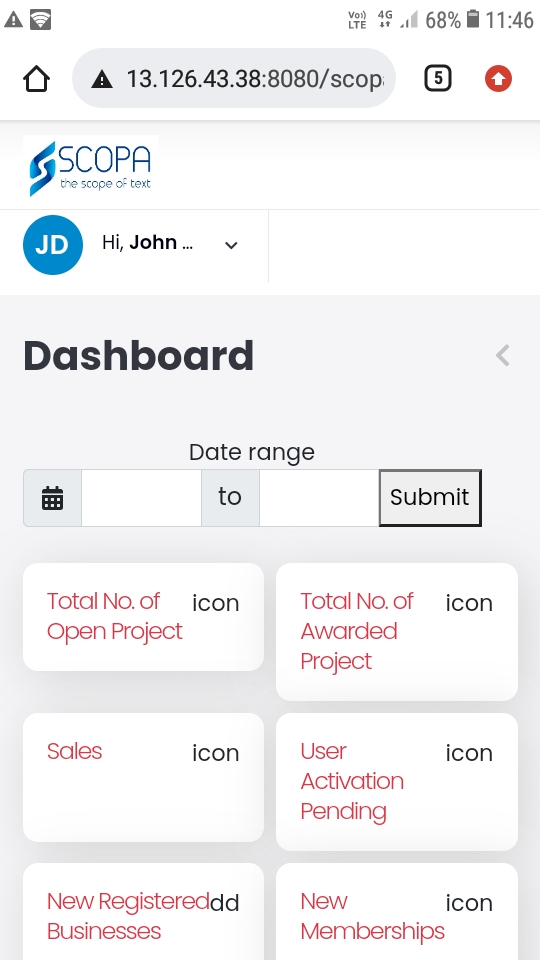 Vo)) LTE 4G 68% 11:46
13.126.43.38:8080/scop
5
SCOPA
the scope of text
JD Hi, John ...
Dashboard
Date range
to Submit
Total No. of Open Project icon
Total No. of Awarded Project icon
Sales icon
User Activation Pending icon
New Registered Businesses dd
New Memberships icon